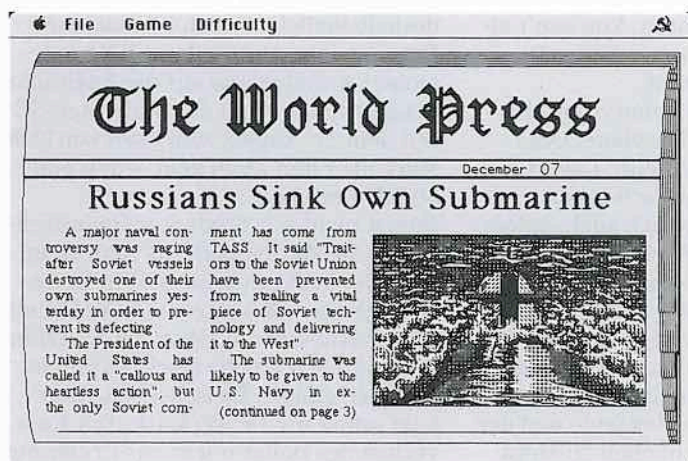 File Game Difficulty
The World Press
December 07
Russians Sink Own Submarine
A major naval con-
troversy was raging
after Soviet vessels
destroyed one of their
own submarines yes-
terday in order to pre-
vent its defecting
The President of the
United States has
called it a "callous and
heartless action", but
the only Soviet com-
ment has come from
TASS. It said "Trait-
ors to the Soviet Union
have been prevented
from stealing a vital
piece of Soviet tech-
nology and delivering
it to the West".
The submarine was
likely to be given to the
U.S. Navy in ex-
(continued on page 3)